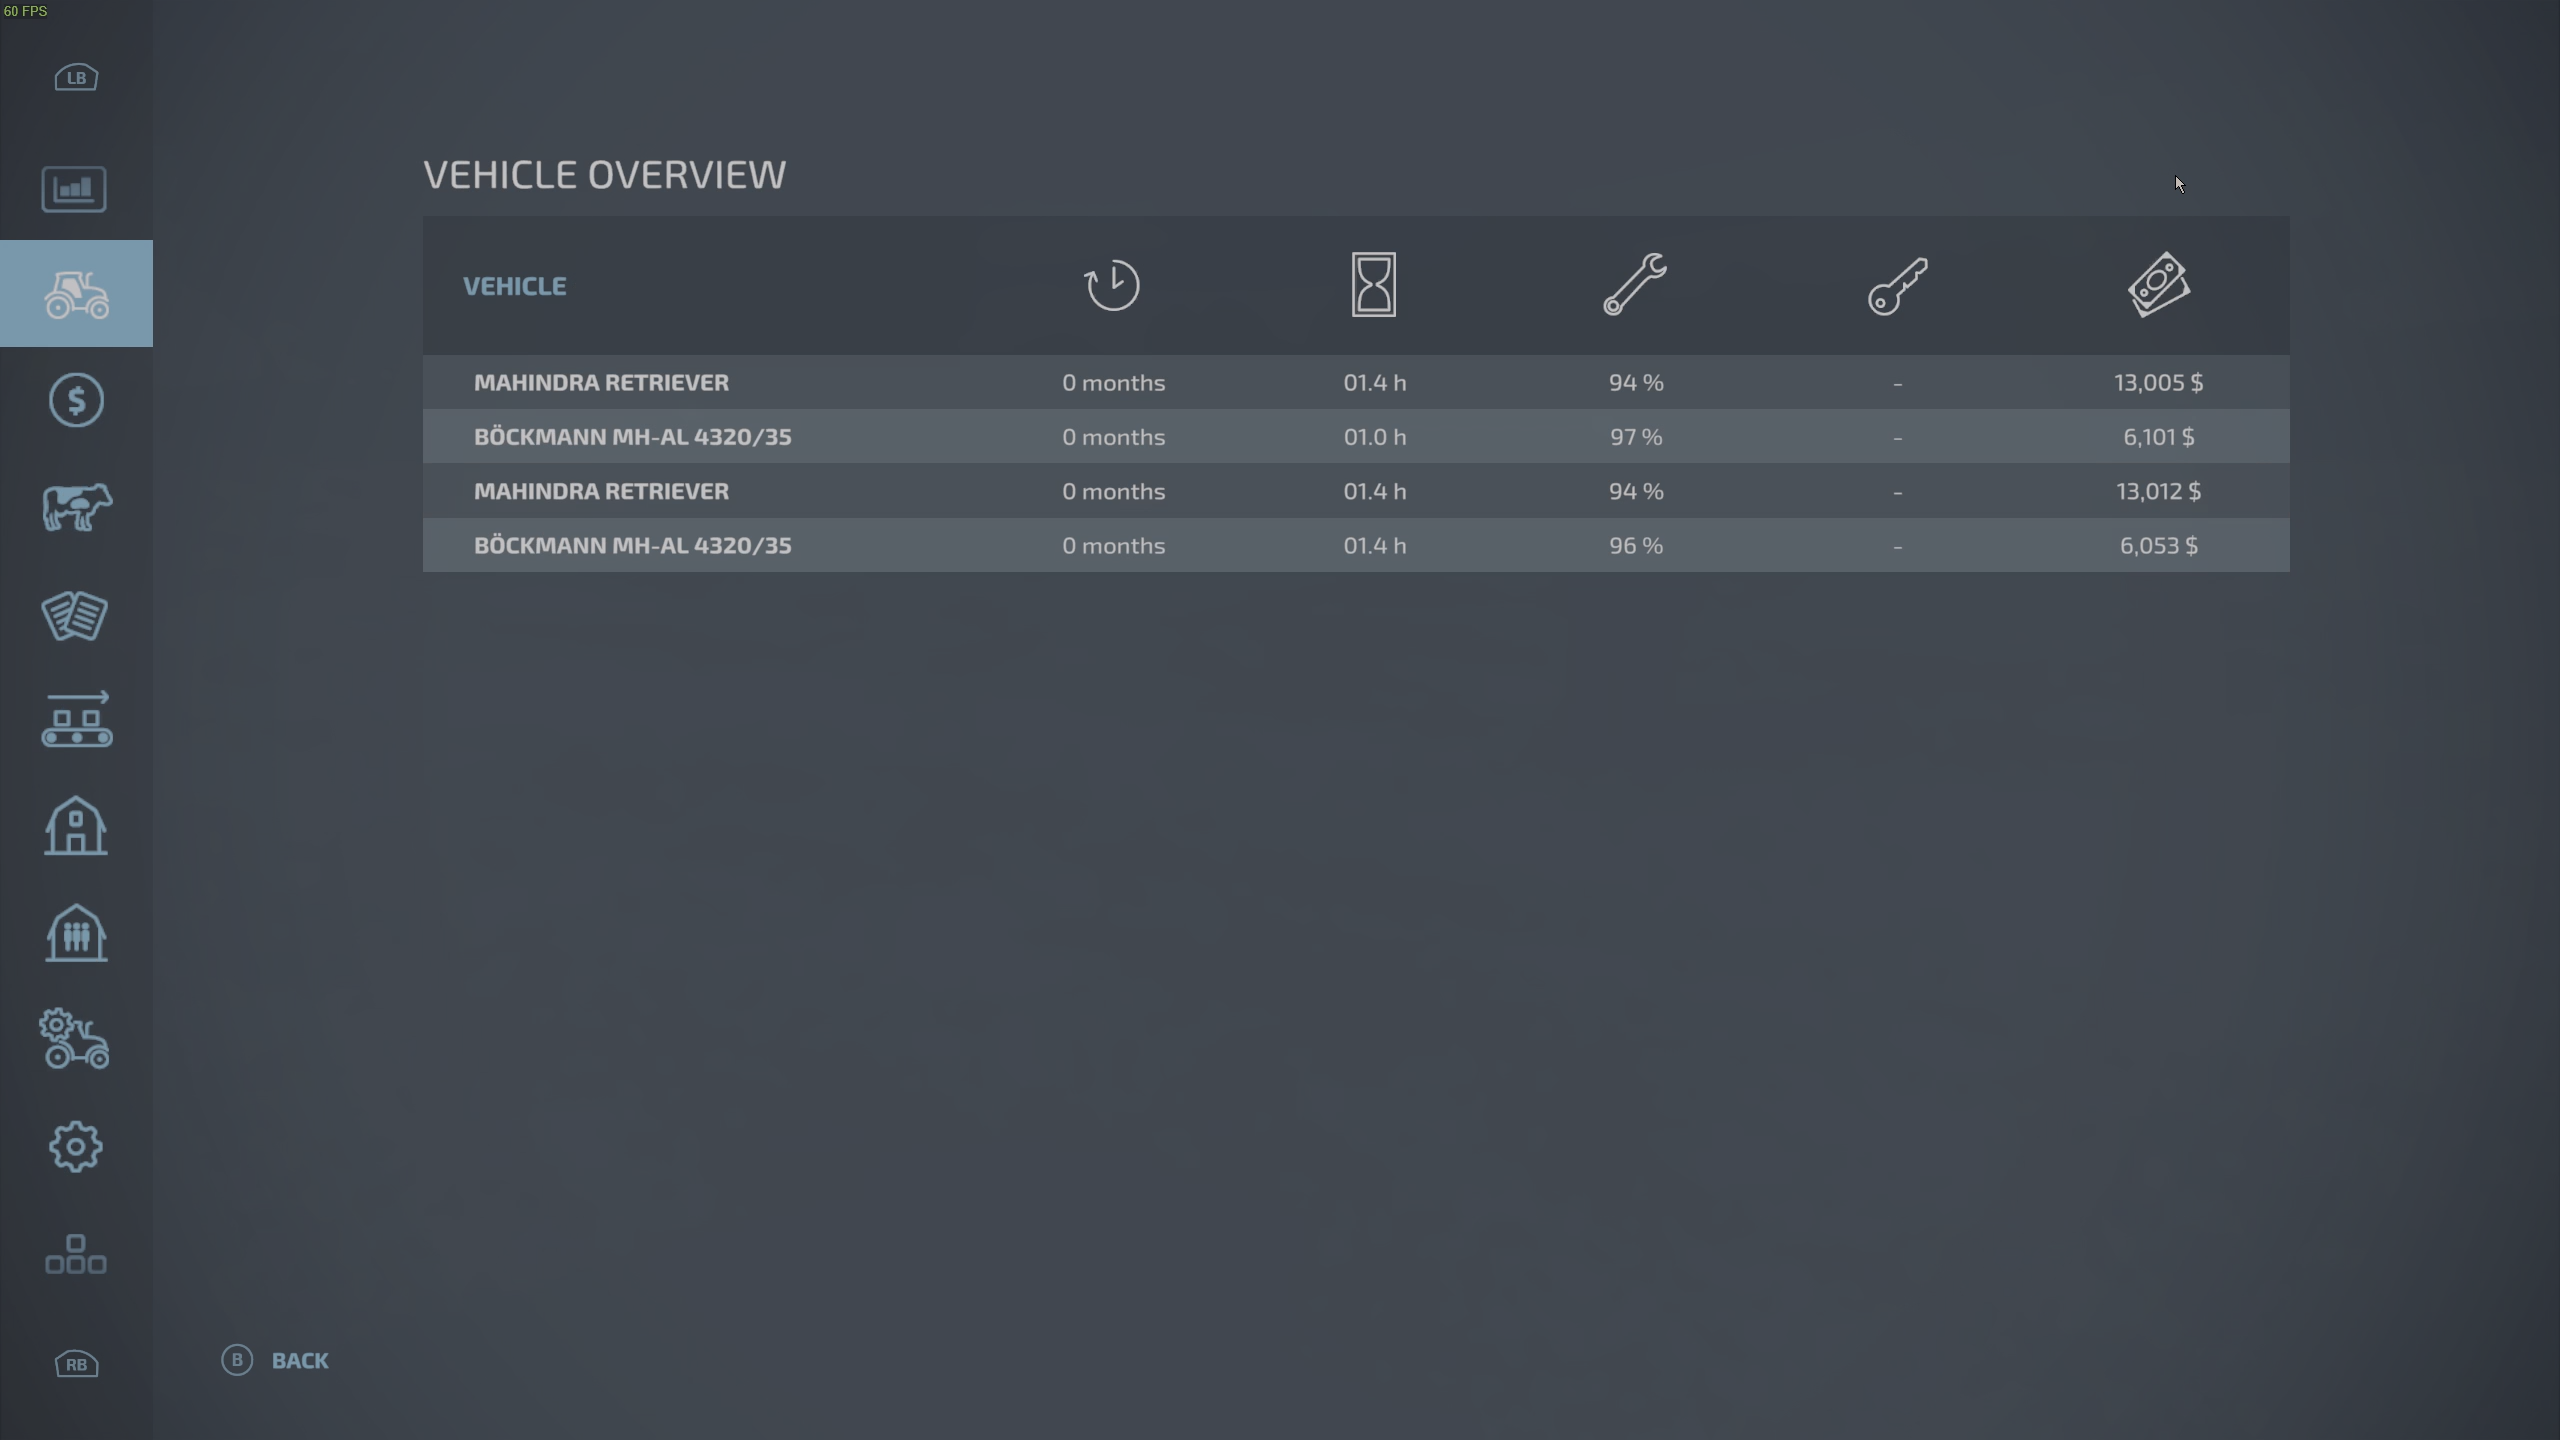 60 FPS
LB
VEHICLE OVERVIEW
VEHICLE
MAHINDRA RETRIEVER 0 months 01.4 h 94 % - 13,005 $
BÖCKMANN MH-AL 4320/35 0 months 01.0 h 97 % - 6,101 $
MAHINDRA RETRIEVER 0 months 01.4 h 94 % - 13,012 $
BÖCKMANN MH-AL 4320/35 0 months 01.4 h 96 % - 6,053 $
B BACK
RB